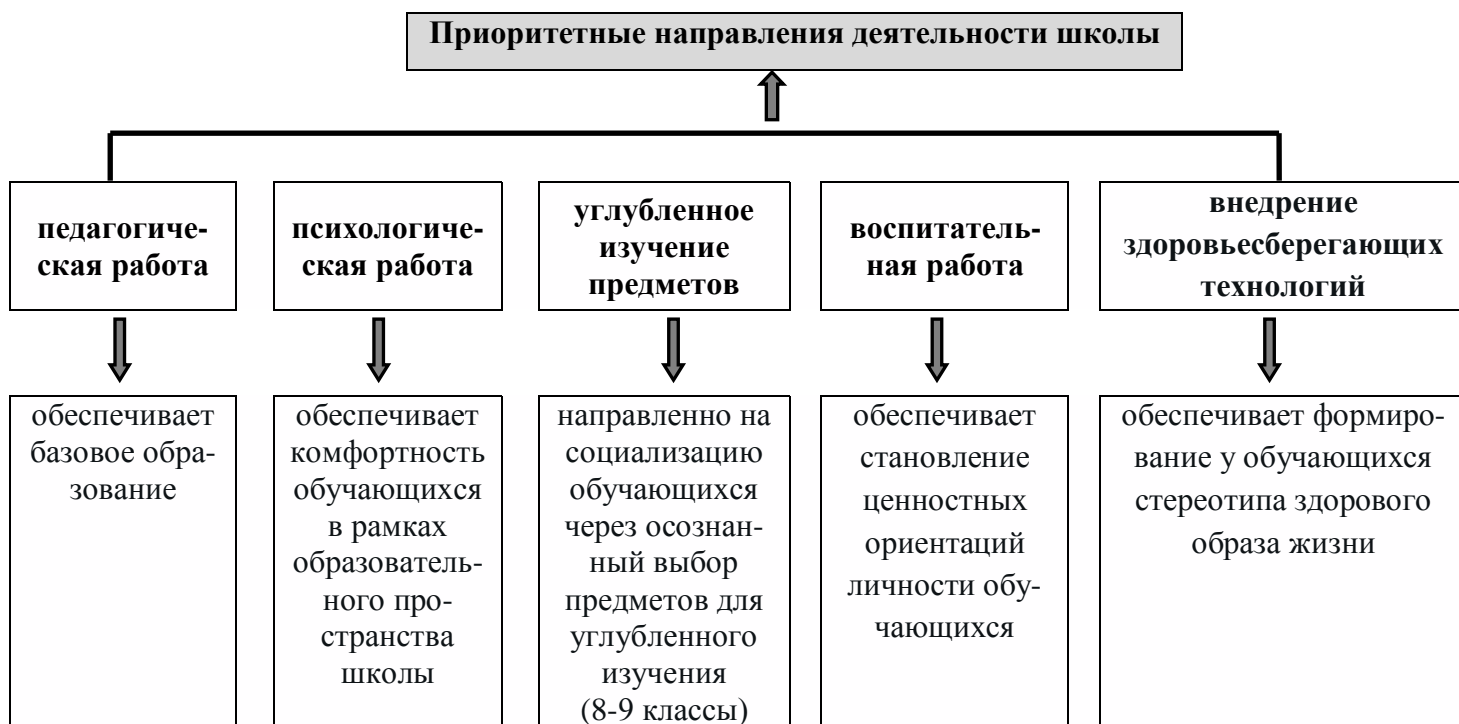 Приоритетные направления деятельности школы
педагогиче-
ская работа
психологиче-
ская работа
углубленное
изучение
предметов
воспитатель-
ная работа
внедрение
здоровьесберегающих
технологий
обеспечивает
базовое обра-
зование
обеспечивает
комфортность
обучающихся
в рамках
образователь-
ного про-
странства
школы
направленно на
социализацию
обучающихся
через осознан-
ный выбор
предметов для
углубленного
изучения
(8-9 классы)
обеспечивает
становление
ценностных
ориентаций
личности обу-
чающихся
обеспечивает формиро-
вание у обучающихся
стереотипа здорового
образа жизни